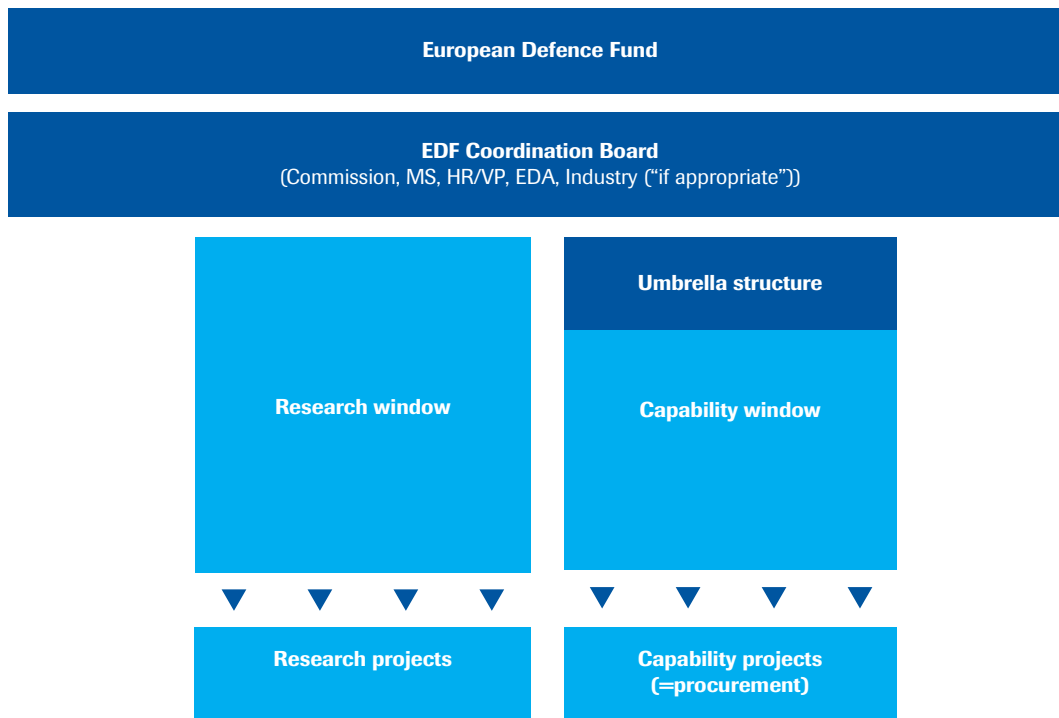 European Defence Fund
EDF Coordination Board
(Commission, MS, HR/VP, EDA, Industry (“if appropriate”))
Umbrella structure
Research window
Capability window
Research projects
Capability projects
(=procurement)